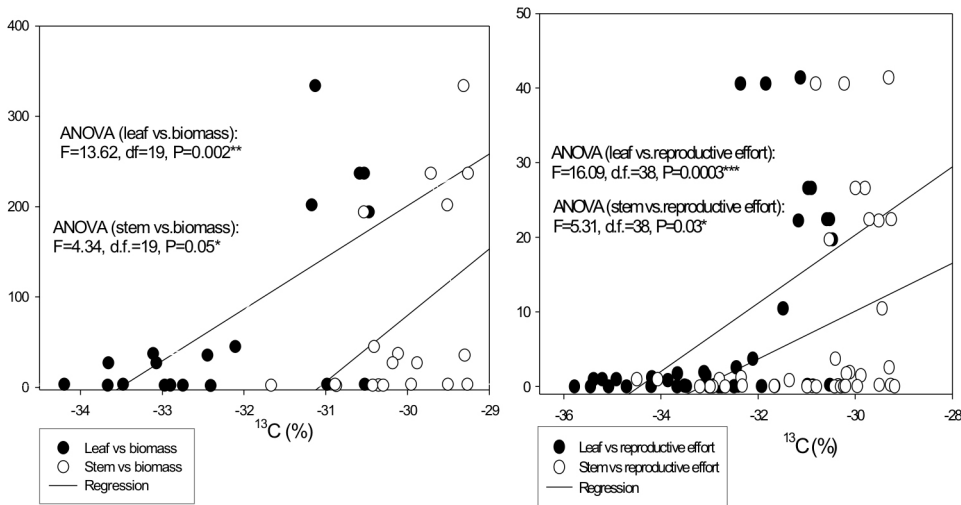 400
300
200
100
0
ANOVA (leaf vs.biomass):
F=13.62, df=19, P=0.002**
ANOVA (stem vs.biomass):
F=4.34, d.f.=19, P=0.05*
-34 -33 -32 -31 -30 -29
13C (%)
Leaf vs biomass
Stem vs biomass
Regression
50
40
30
20
10
0
ANOVA (leaf vs.reproductive effort):
F=16.09, d.f.=38, P=0.0003***
ANOVA (stem vs.reproductive effort):
F=5.31, d.f.=38, P=0.03*
-36 -34 -32 -30 -28
13C (%)
Leaf vs reproductive effort
Stem vs reproductive effort
Regression